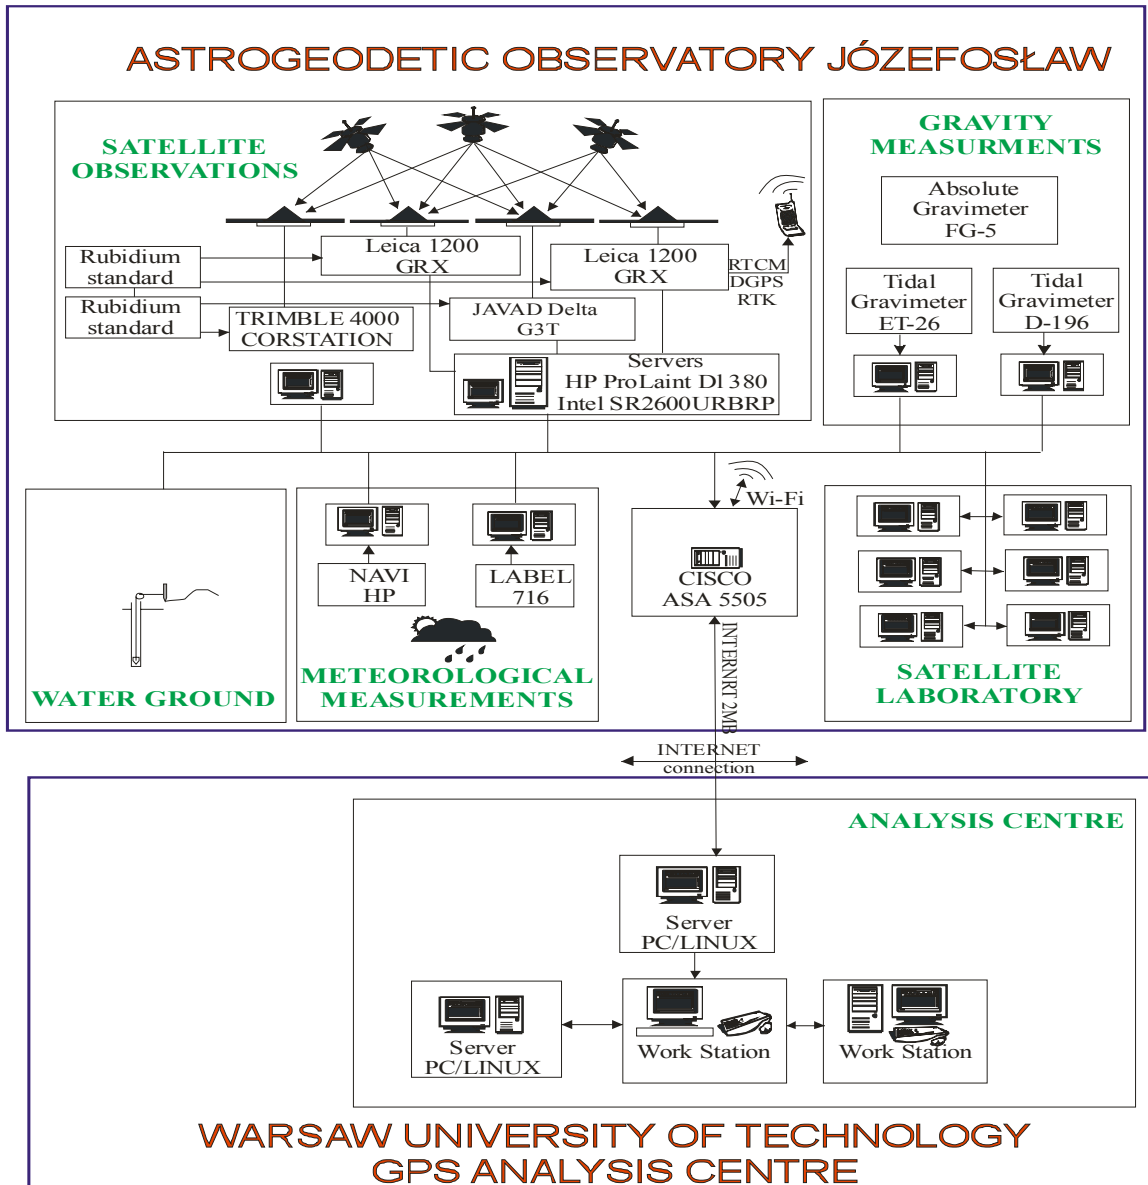 ASTROGEODETIC OBSERVATORY JÓZEFOSŁAW
SATELLITE
OBSERVATIONS
Leica 1200
GRX
Leica 1200
GRX
RTCM
DGPS
RTK
Rubidium
standard
Rubidium
standard
TRIMBLE 4000
CORSTATION
JAVAD Delta
G3T
Servers
HP ProLaint Dl 380
Intel SR2600URBRP
GRAVITY
MEASURMENTS
Absolute
Gravimeter
FG-5
Tidal
Gravimeter
ET-26
Tidal
Gravimeter
D-196
WATER GROUND
NAVI
HP
LABEL
716
METEOROLOGICAL
MEASUREMENTS
Wi-Fi
CISCO
ASA 5505
INTERNRT 2MB
SATELLITE
LABORATORY
INTERNET
connection
ANALYSIS CENTRE
Server
PC/LINUX
Server
PC/LINUX
Work Station
Work Station
WARSAW UNIVERSITY OF TECHNOLOGY
GPS ANALYSIS CENTRE